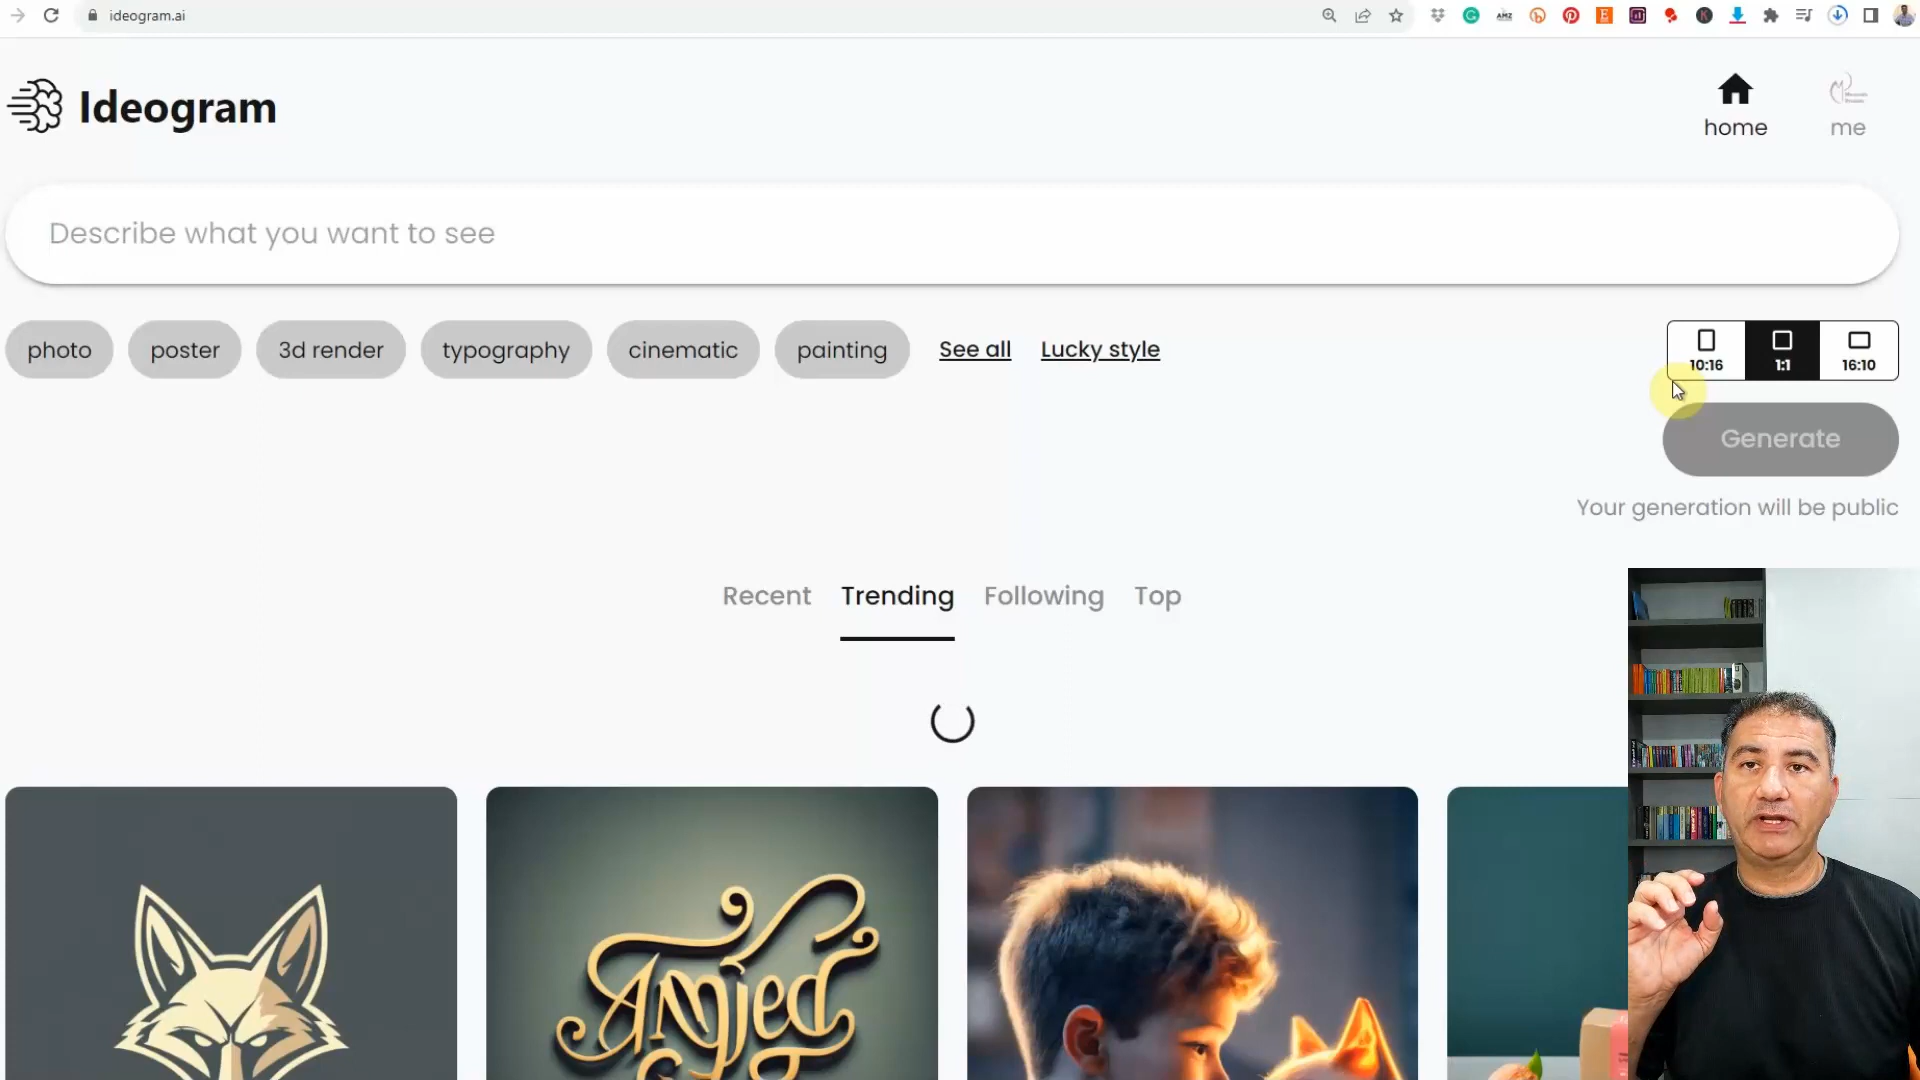 ideogram.ai
Ideogram
home
me
Describe what you want to see
photo
poster
3d render
typography
cinematic
painting
See all
Lucky style
10:16
1:1
16:10
Generate
Your generation will be public
Recent
Trending
Following
Top
Amjed